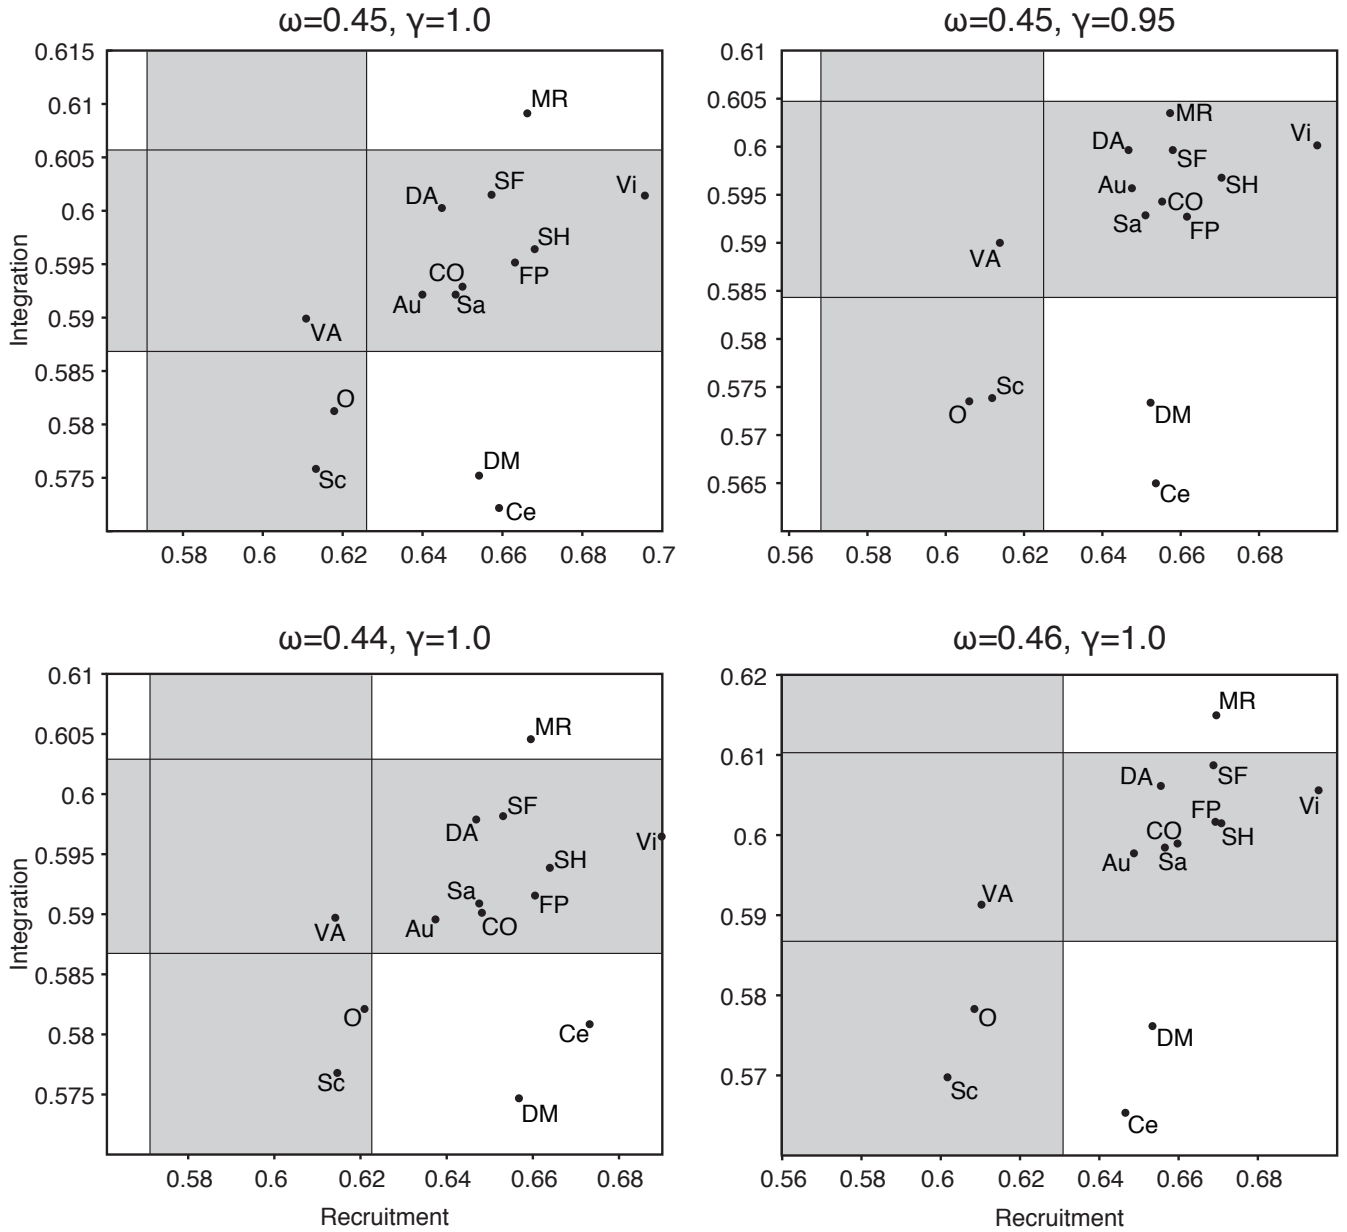 ω=0.45, γ=1.0
0.615
0.61
0.605
0.6
0.595
0.59
0.585
0.58
0.575
Integration
MR
DA
SF
Vi
SH
FP
CO
Au
Sa
VA
O
Sc
DM
Ce
0.58 0.6 0.62 0.64 0.66 0.68 0.7
ω=0.45, γ=0.95
0.61
0.605
0.6
0.595
0.59
0.585
0.58
0.575
0.57
0.565
MR
Vi
DA
SF
Au
SH
CO
Sa
FP
VA
Sc
O
DM
Ce
0.56 0.58 0.6 0.62 0.64 0.66 0.68
ω=0.44, γ=1.0
0.61
0.605
0.6
0.595
0.59
0.585
0.58
0.575
Integration
MR
SF
DA
Vi
SH
Sa
FP
Au
CO
VA
O
Ce
Sc
DM
0.58 0.6 0.62 0.64 0.66 0.68
Recruitment
ω=0.46, γ=1.0
0.62
0.61
0.6
0.59
0.58
0.57
MR
DA
SF
Vi
FP
CO
SH
Au
Sa
VA
O
DM
Sc
Ce
0.56 0.58 0.6 0.62 0.64 0.66 0.68
Recruitment